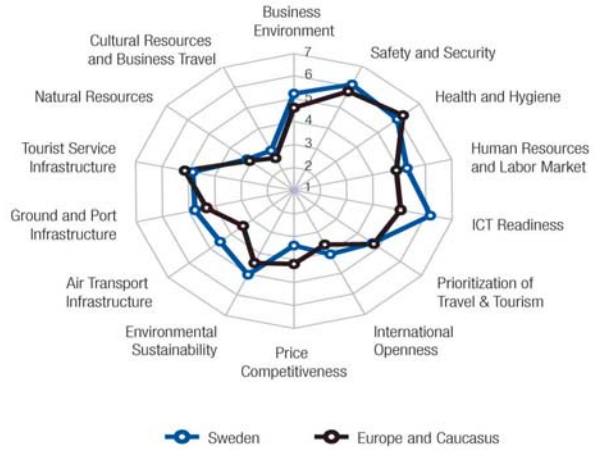 Business
Environment
Safety and Security
Health and Hygiene
Human Resources
and Labor Market
ICT Readiness
Prioritization of
Travel & Tourism
International
Openness
Price
Competitiveness
Environmental
Sustainability
Air Transport
Infrastructure
Ground and Port
Infrastructure
Tourist Service
Infrastructure
Natural Resources
Cultural Resources
and Business Travel
7
6
5
4
3
2
1
Sweden
Europe and Caucasus